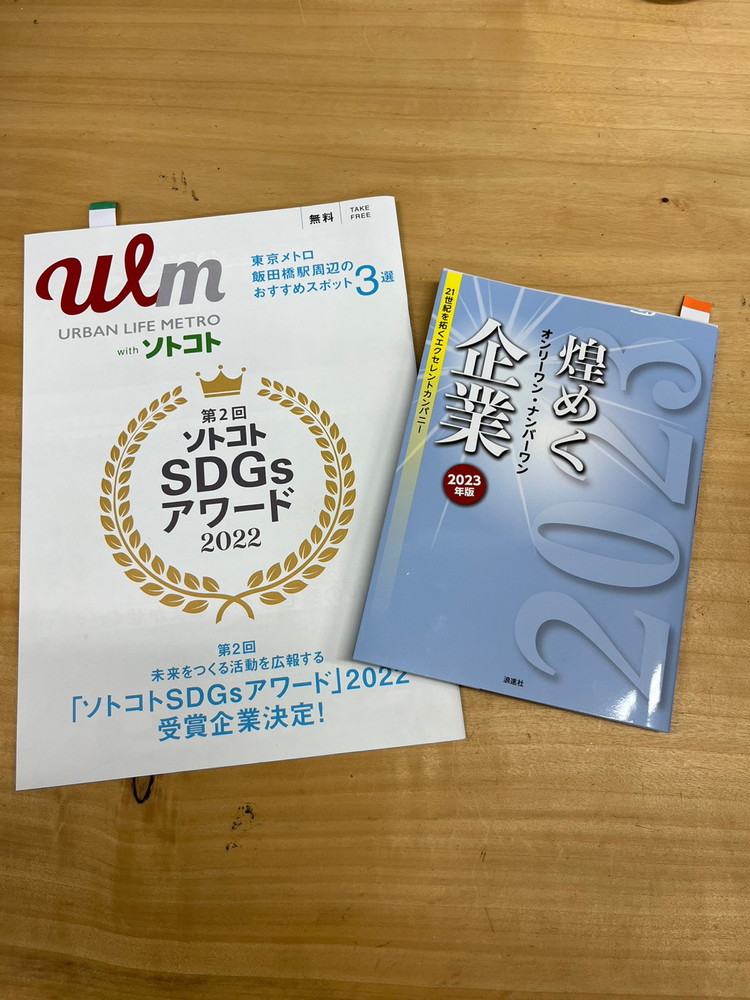 無料
TAKE
FREE
ulm
URBAN LIFE METRO
with ソトコト
東京メトロ
飯田橋駅周辺の
おすすめスポット3選
第2回
ソトコト
SDGs
アワード
2022
第2回
未来をつくる活動を広報する
「ソトコトSDGsアワード」2022
受賞企業決定!
21世紀を拓くエクセレントカンパニー
煌めく
オンリーワン・ナンバーワン
企業
2023
年版
2023
浪速社